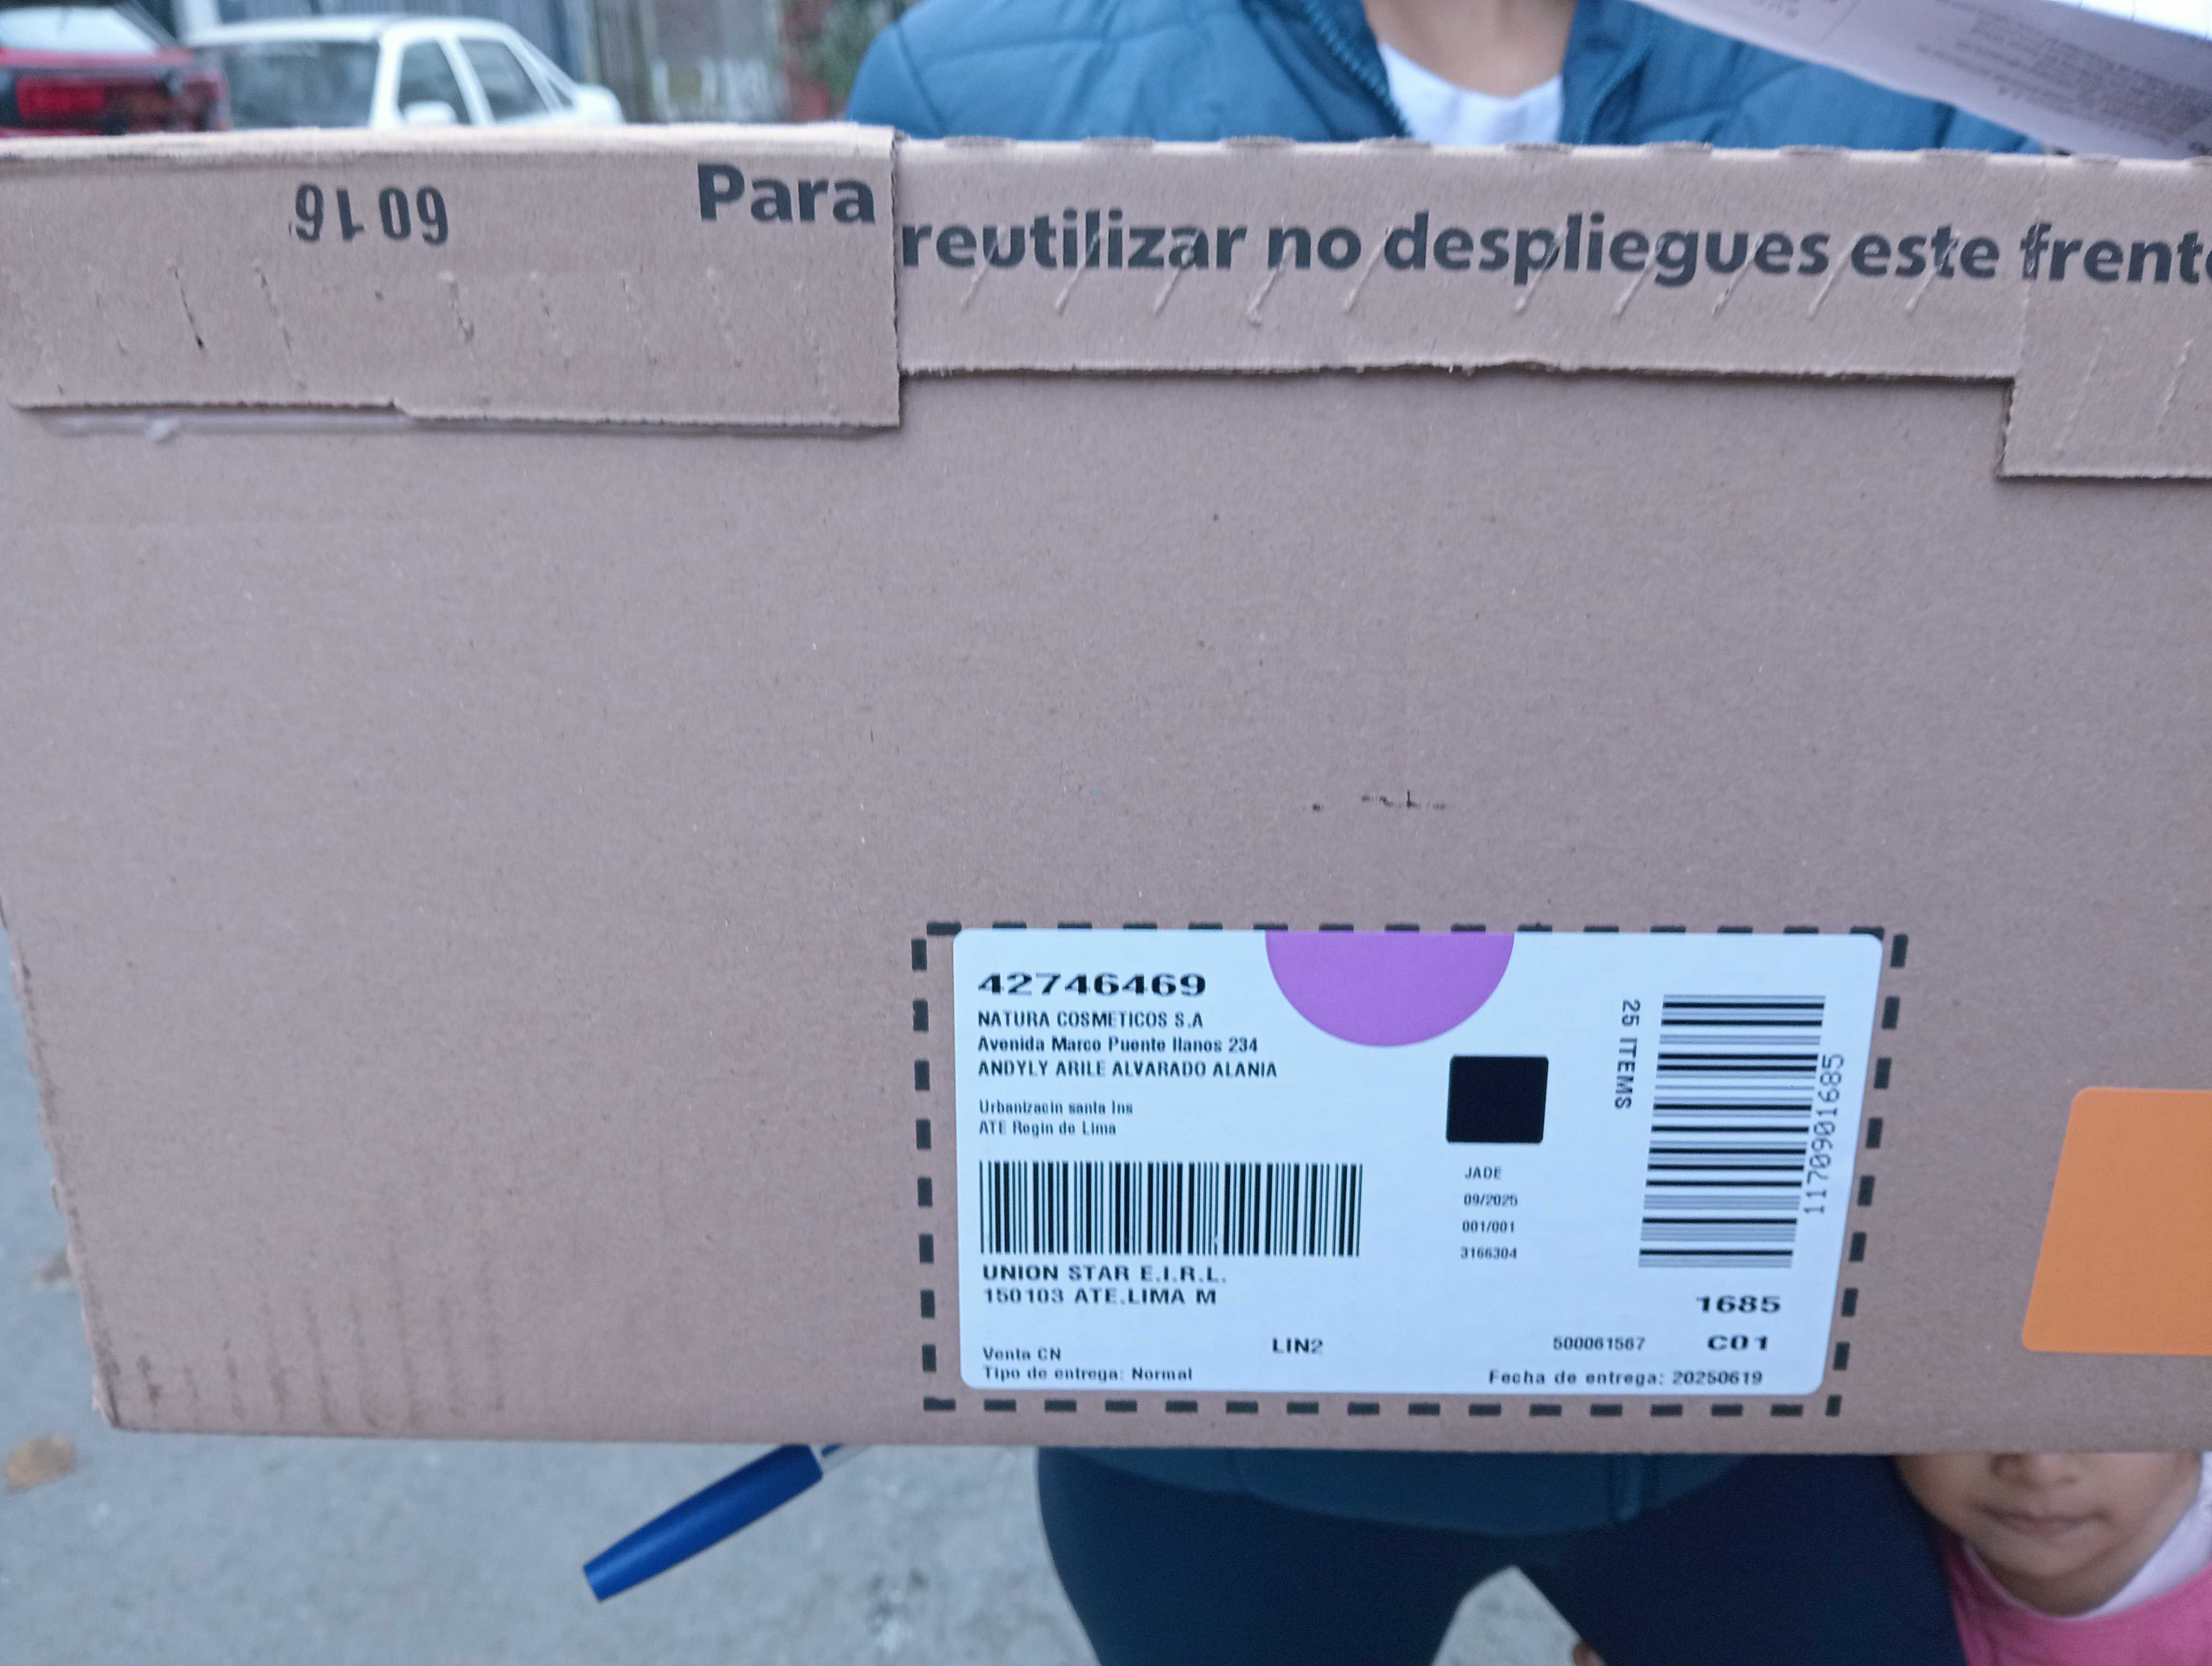 60 16
Para
reutilizar no despliegues este frente
42746469
NATURA COSMETICOS S.A
Avenida Marco Puente llanos 234
ANDYLY ARILE ALVARADO ALANIA
Urbanizacin santa Ins
ATE Regin de Lima
UNION STAR E.I.R.L.
150103 ATE.LIMA M
Venta CN
Tipo de entrega: Normal
LIN2
JADE
09/2025
001/001
3166304
25 ITEMS
11709901685
1685
500061567
C01
Fecha de entrega: 20250619